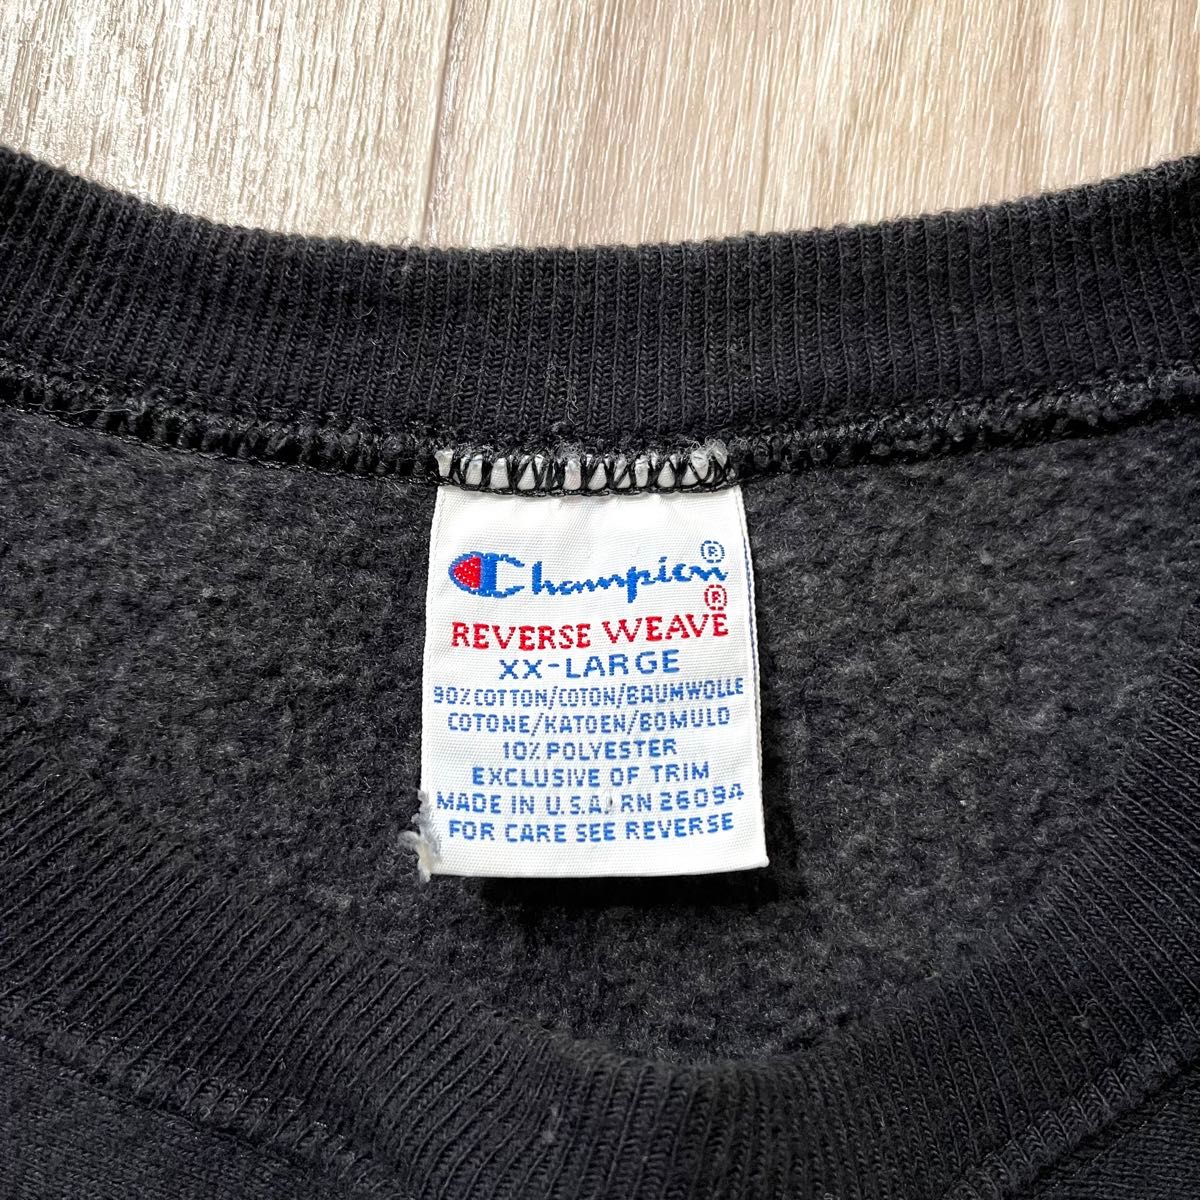 Champion®
REVERSE WEAVE®
XX-LARGE
90% COTTON/COTON/BAUMWOLLE
COTONE/KATOEN/BOMULD
10% POLYESTER
EXCLUSIVE OF TRIM
MADE IN U.S.A./RN 26094
FOR CARE SEE REVERSE